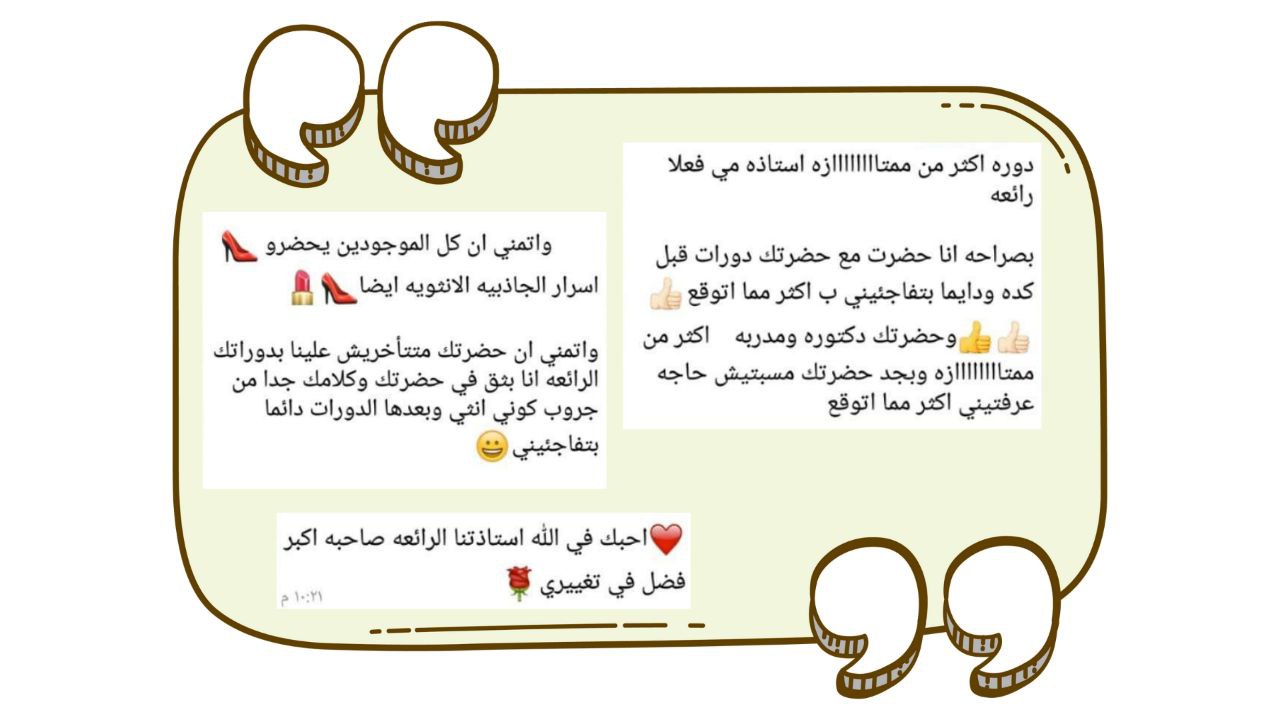 دوره اكثر من ممتااااااااازه استاذه مي فعلا
رائعه
بصراحه انا حضرت مع حضرتك دورات قبل
كده ودايما بتفاجئيني ب اكثر مما اتوقع👍🏻
👍🏻👍وحضرتك دكتوره ومدربه اكثر من
ممتااااااااازه وبجد حضرتك مسبتيش حاجه
عرفتيني اكثر مما اتوقع
واتمني ان كل الموجودين يحضرو 👠
اسرار الجاذبيه الانثويه ايضا👠💄
واتمني ان حضرتك متتأخريش علينا بدوراتك
الرائعه انا بثق في حضرتك وكلامك جدا من
جروب كوني انثي وبعدها الدورات دائما
بتفاجئيني😀
❤️احبك في الله استاذتنا الرائعه صاحبه اكبر
فضل في تغييري🌹
١٠:٢١ م